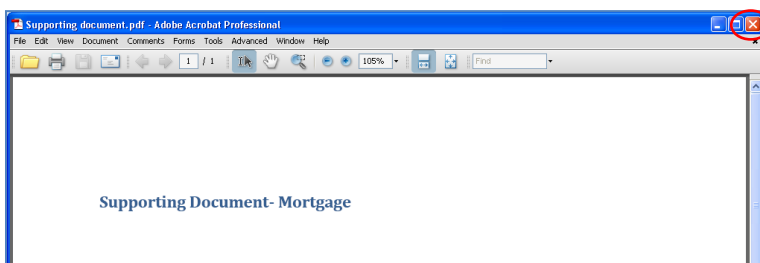 Supporting document.pdf - Adobe Acrobat Professional
File Edit View Document Comments Forms Tools Advanced Window Help
1 / 1 105% Find
Supporting Document- Mortgage